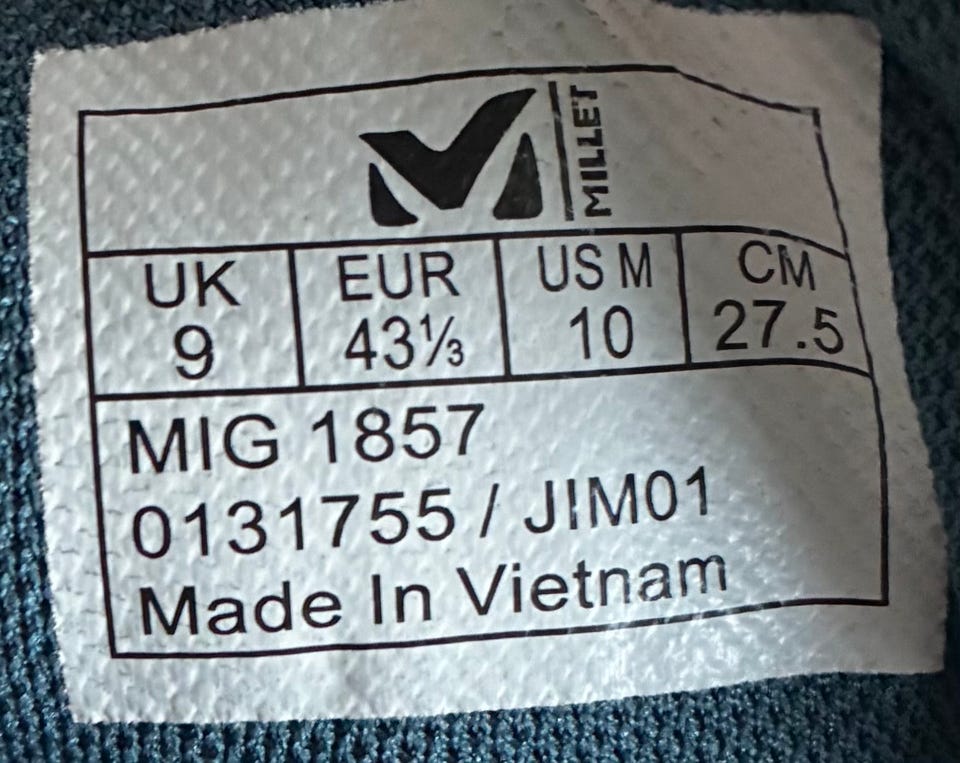 MILLET
UK EUR US M CM
9 43⅓ 10 27.5
MIG 1857
0131755 / JIM01
Made In Vietnam